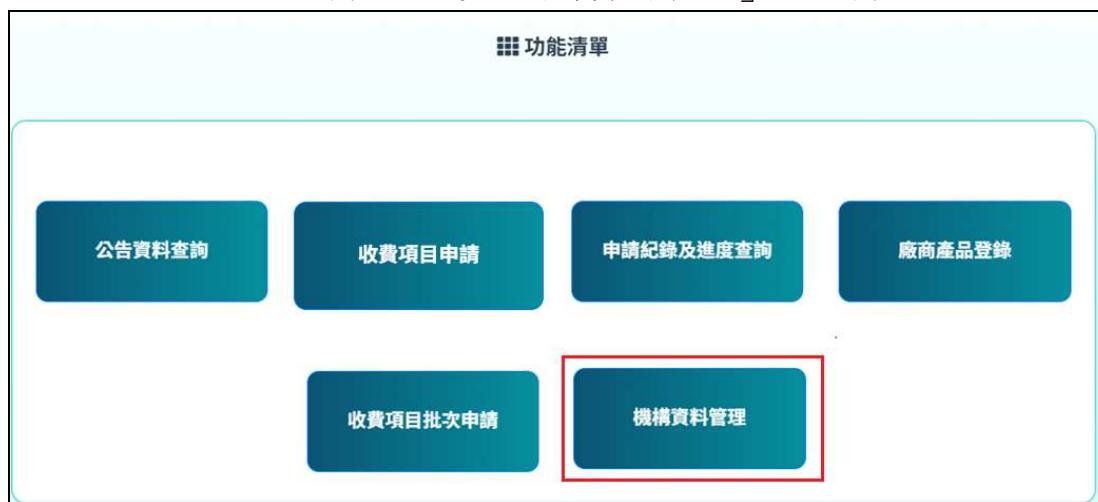 功能清單
公告資料查詢
收費項目申請
申請紀錄及進度查詢
廠商產品登錄
收費項目批次申請
機構資料管理